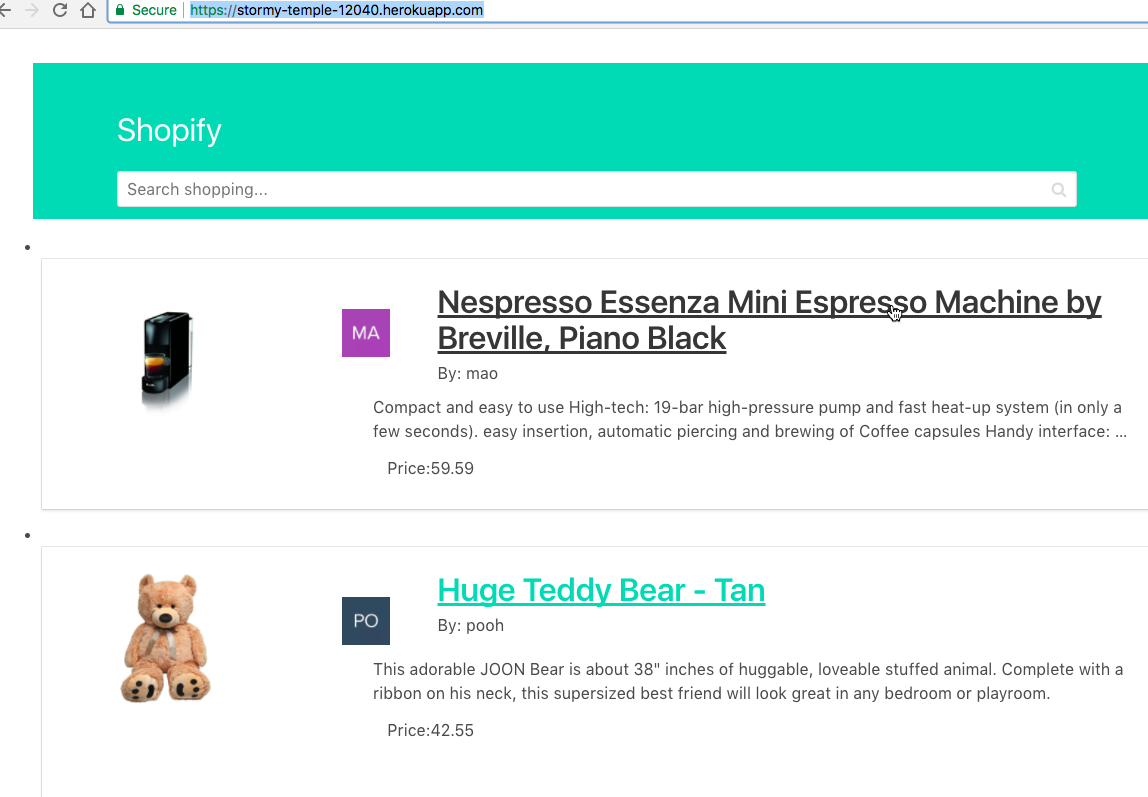 Secure https://stormy-temple-12040.herokuapp.com
Shopify
Search shopping...
MA
Nespresso Essenza Mini Espresso Machine by
Breville, Piano Black
By: mao
Compact and easy to use High-tech: 19-bar high-pressure pump and fast heat-up system (in only a
few seconds). easy insertion, automatic piercing and brewing of Coffee capsules Handy interface: ...
Price:59.59
PO
Huge Teddy Bear - Tan
By: pooh
This adorable JOON Bear is about 38" inches of huggable, loveable stuffed animal. Complete with a
ribbon on his neck, this supersized best friend will look great in any bedroom or playroom.
Price:42.55